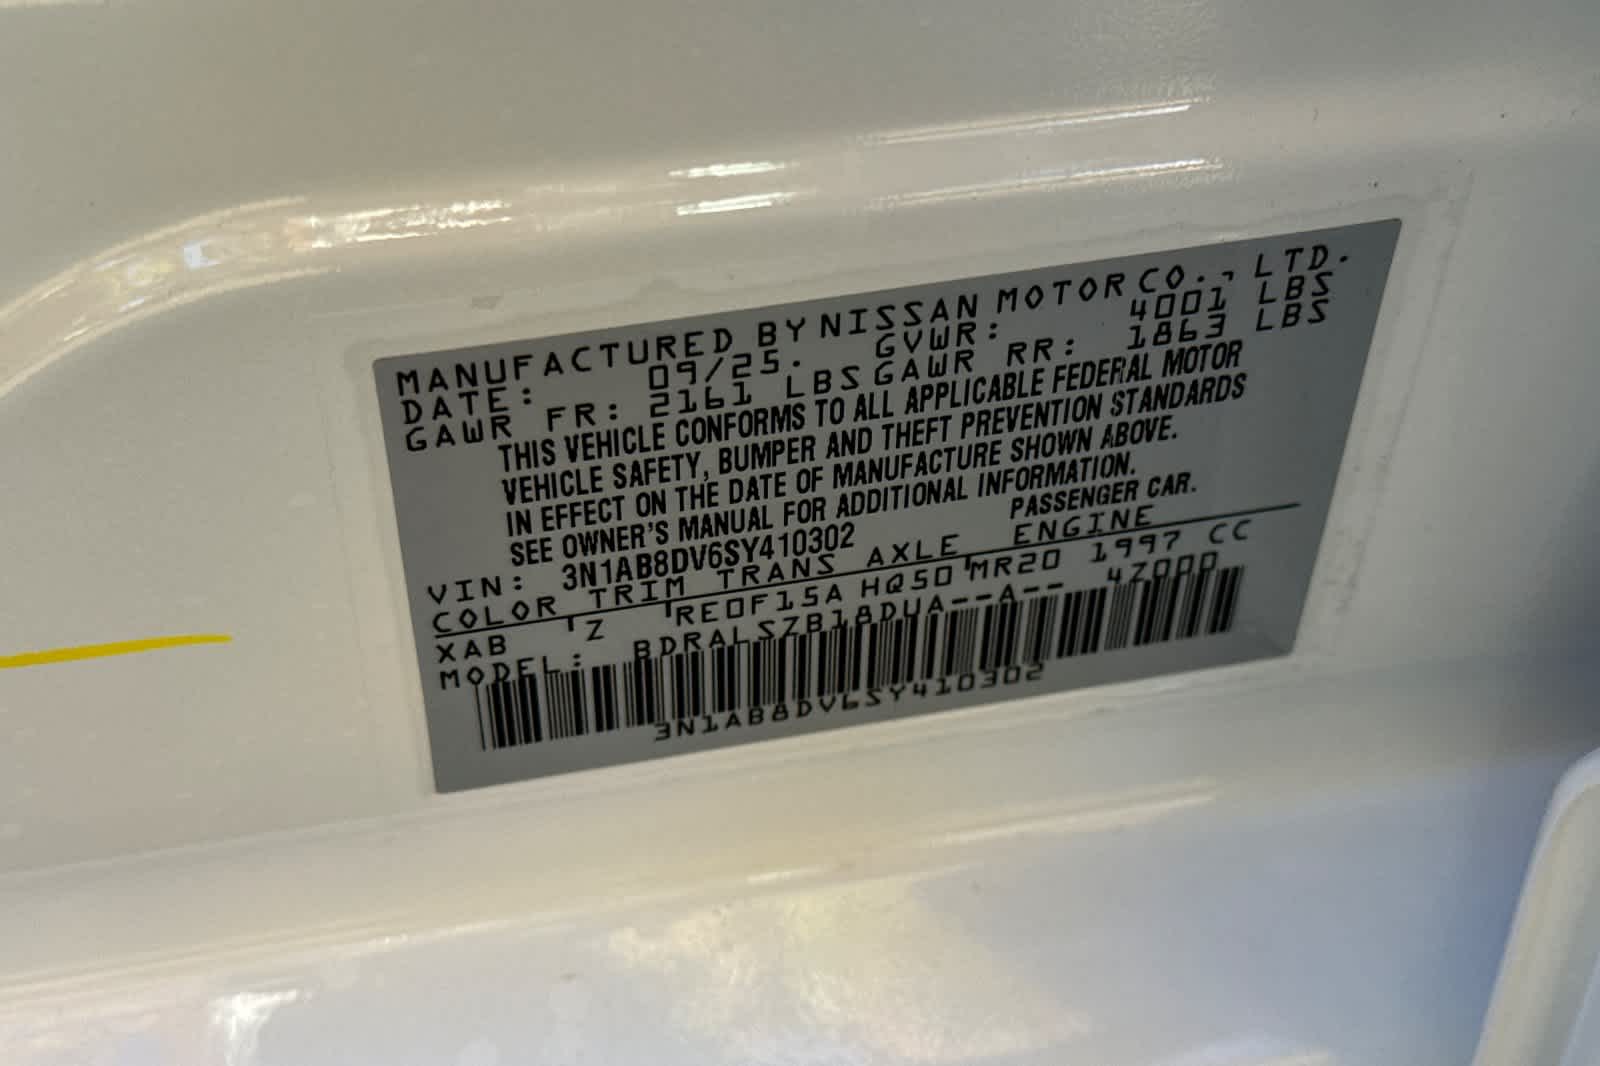 MANUFACTURED BY NISSAN MOTOR CO., LTD.
DATE: 09/25. GVWR: 4001 LBS
GAWR FR: 2161 LBS GAWR RR: 1863 LBS
THIS VEHICLE CONFORMS TO ALL APPLICABLE FEDERAL MOTOR
VEHICLE SAFETY, BUMPER AND THEFT PREVENTION STANDARDS
IN EFFECT ON THE DATE OF MANUFACTURE SHOWN ABOVE.
SEE OWNER'S MANUAL FOR ADDITIONAL INFORMATION.
VIN: 3N1AB8DV6SY410302 PASSENGER CAR.
COLOR TRIM TRANS AXLE ENGINE
XAB Z RE0F15A HQ50 MR20 1997 CC
MODEL: BDRALSZB18DUA--A-- 4Z000
3N1AB8DV6SY410302